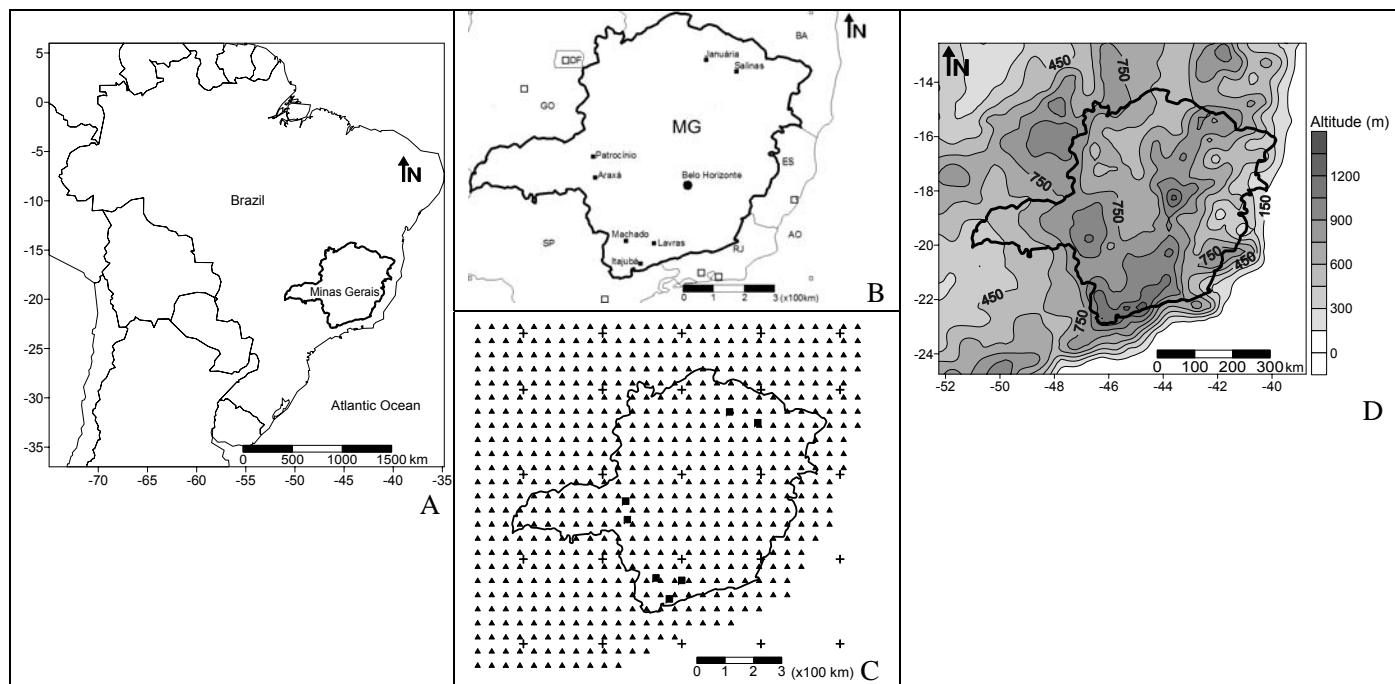 5
0
-5
-10
-15
-20
-25
-30
-35
-70
-65
-60
-55
-50
-45
-40
-35
N
Brazil
Minas Gerais
Atlantic Ocean
0 500 1000 1500 km
A
N
BA
DF
GO
Januária
Salinas
MG
ES
Patrocínio
Araxá
Belo Horizonte
SP
Machado
Lavras
Itajubá
RJ
AO
0 1 2 3 (x100km)
B
0 1 2 3 (x100 km)
C
N
-14
-16
-18
-20
-22
-24
-52 -50 -48 -46 -44 -42 -40
450
750
450
750
750
150
750
450
450
750
0 100 200 300 km
Altitude (m)
1200
900
600
300
0
D